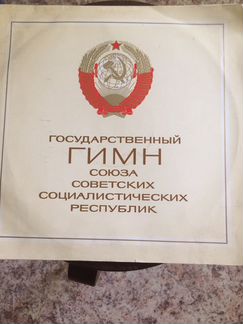 ГОСУДАРСТВЕННЫЙ
ГИМН
СОЮЗА
СОВЕТСКИХ
СОЦИАЛИСТИЧЕСКИХ
РЕСПУБЛИК